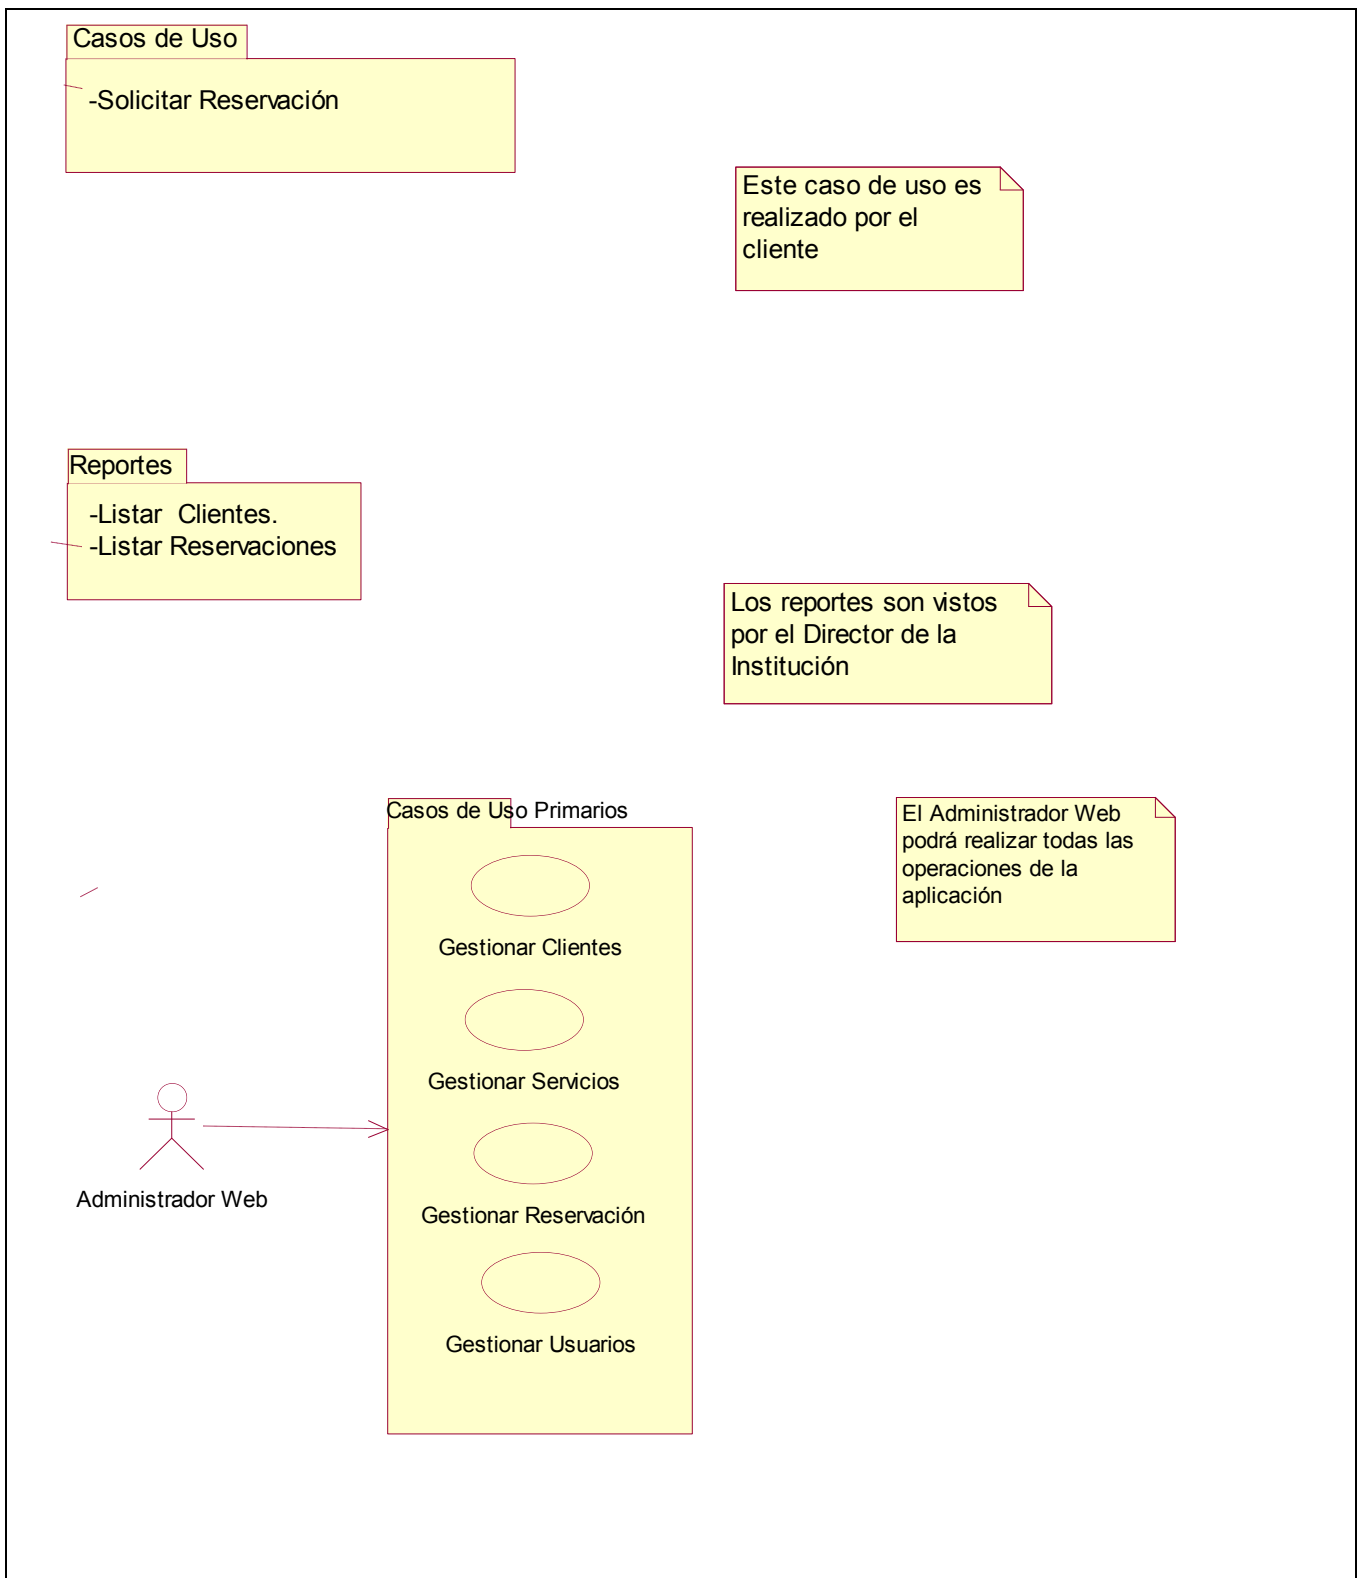 Casos de Uso
-Solicitar Reservación
Este caso de uso es
realizado por el
cliente
Reportes
-Listar  Clientes.
-Listar Reservaciones
Los reportes son vistos
por el Director de la
Institución
Casos de Uso Primarios
El Administrador Web
podrá realizar todas las
operaciones de la
aplicación
Gestionar Clientes
Gestionar Servicios
Administrador Web
Gestionar Reservación
Gestionar Usuarios